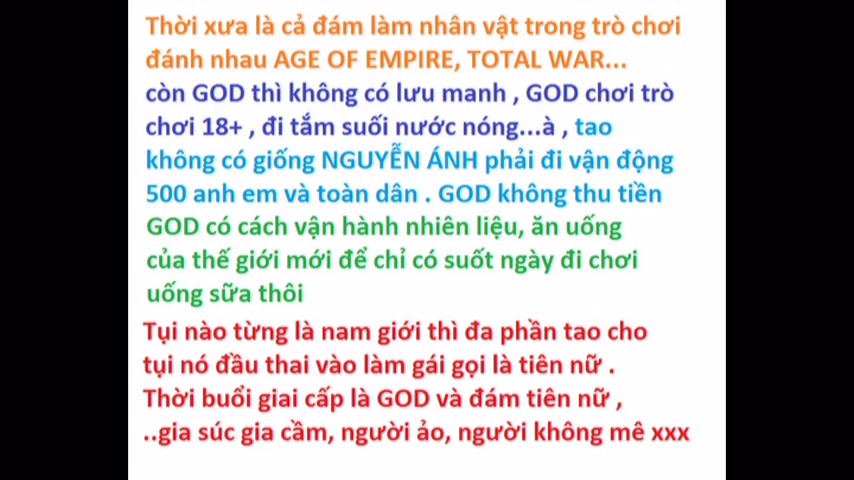 Thời xưa là cả đám làm nhân vật trong trò chơi
đánh nhau AGE OF EMPIRE, TOTAL WAR...
còn GOD thì không có lưu manh , GOD chơi trò
chơi 18+ , đi tắm suối nước nóng...à , tao
không có giống NGUYỄN ÁNH phải đi vận động
500 anh em và toàn dân . GOD không thu tiền
GOD có cách vận hành nhiên liệu, ăn uống
của thế giới mới để chỉ có suốt ngày đi chơi
uống sữa thôi
Tụi nào từng là nam giới thì đa phần tao cho
tụi nó đầu thai vào làm gái gọi là tiên nữ .
Thời buổi giai cấp là GOD và đám tiên nữ ,
..gia súc gia cầm, người ảo, người không mê xxx